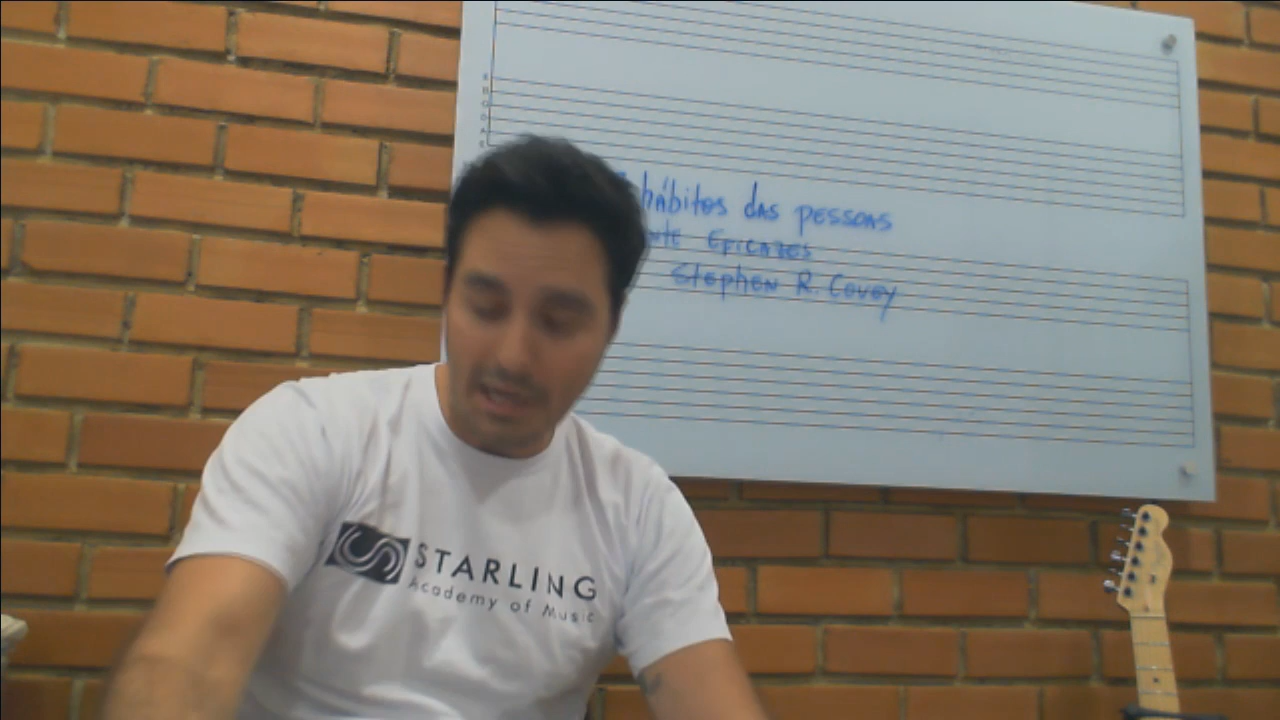 hábitos das pessoas
Eficazes
Stephen R. Covey
STARLING
Academy of Music